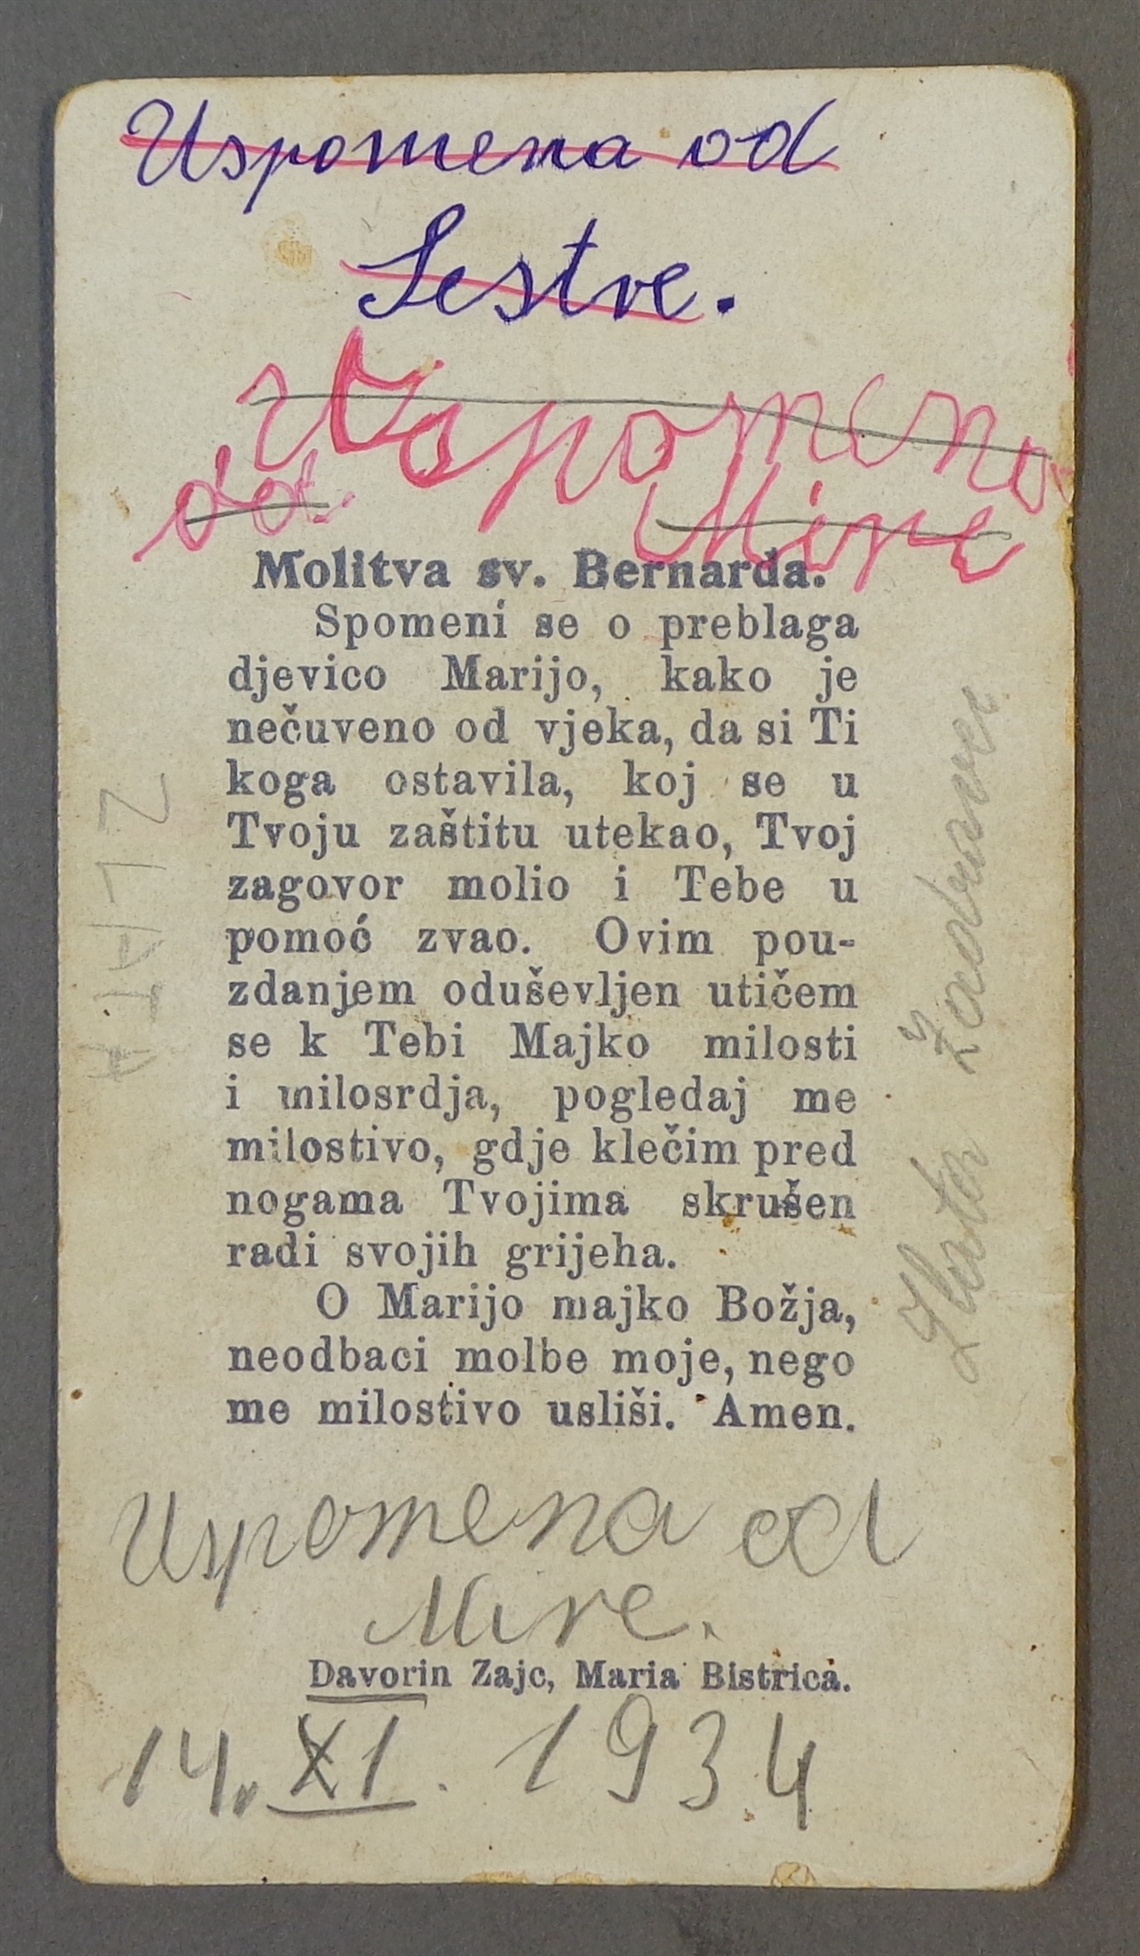 Uspomena od
Sestre.
Uspomena
od Mire
Molitva sv. Bernarda.
Spomeni se o preblaga
djevico Marijo, kako je
nečuveno od vjeka, da si Ti
koga ostavila, koj se u
Tvoju zaštitu utekao, Tvoj
zagovor molio i Tebe u
pomoć zvao. Ovim pou-
zdanjem oduševljen utičem
se k Tebi Majko milosti
i milosrdja, pogledaj me
milostivo, gdje klečim pred
nogama Tvojima skrušen
radi svojih grijeha.
O Marijo majko Božja,
neodbaci molbe moje, nego
me milostivo usliši. Amen.
Uspomena od
Mire.
Davorin Zajc, Maria Bistrica.
14. XI. 1934
ZLATA